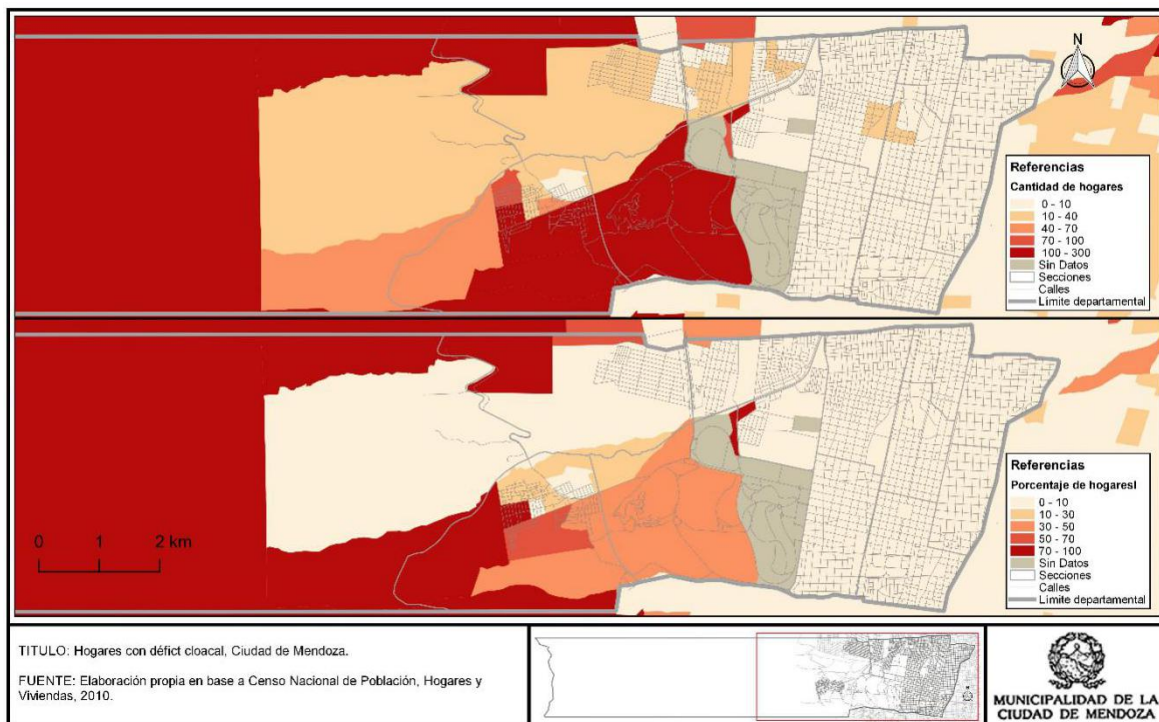 N
Referencias
Cantidad de hogares
0 - 10
10 - 40
40 - 70
70 - 100
100 - 300
Sin Datos
Secciones
Calles
Límite departamental
Referencias
Porcentaje de hogaresl
0 - 10
10 - 30
30 - 50
50 - 70
70 - 100
Sin Datos
Secciones
Calles
Límite departamental
0 1 2 km
TITULO: Hogares con défict cloacal, Ciudad de Mendoza.
FUENTE: Elaboración propia en base a Censo Nacional de Población, Hogares y
Viviendas, 2010.
MUNICIPALIDAD DE LA
CIUDAD DE MENDOZA